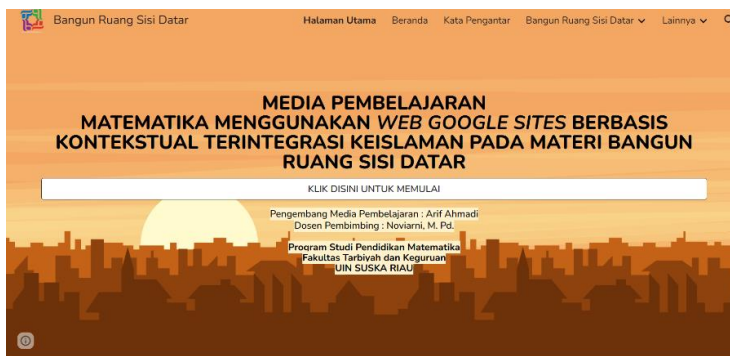 Bangun Ruang Sisi Datar
Halaman Utama Beranda Kata Pengantar Bangun Ruang Sisi Datar Lainnya
MEDIA PEMBELAJARAN
MATEMATIKA MENGGUNAKAN WEB GOOGLE SITES BERBASIS
KONTEKSTUAL TERINTEGRASI KEISLAMAN PADA MATERI BANGUN
RUANG SISI DATAR
KLIK DISINI UNTUK MEMULAI
Pengembang Media Pembelajaran : Arif Ahmadi
Dosen Pembimbing : Noviarni, M. Pd.
Program Studi Pendidikan Matematika
Fakultas Tarbiyah dan Keguruan
UIN SUSKA RIAU